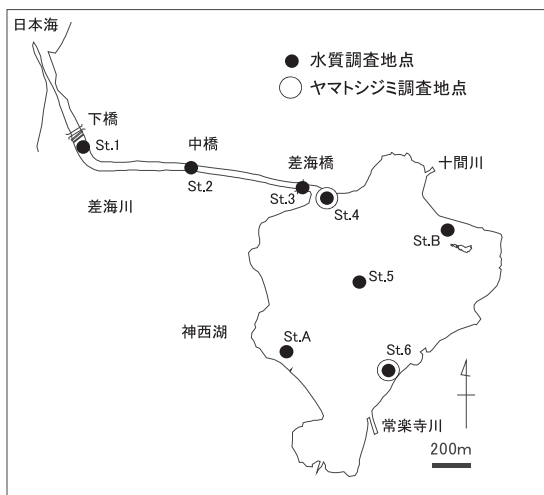 日本海
水質調査地点
ヤマトシジミ調査地点
下橋
St.1
中橋
St.2
差海橋
St.3
St.4
十間川
差海川
St.B
St.5
神西湖
St.A
St.6
常楽寺川
200m